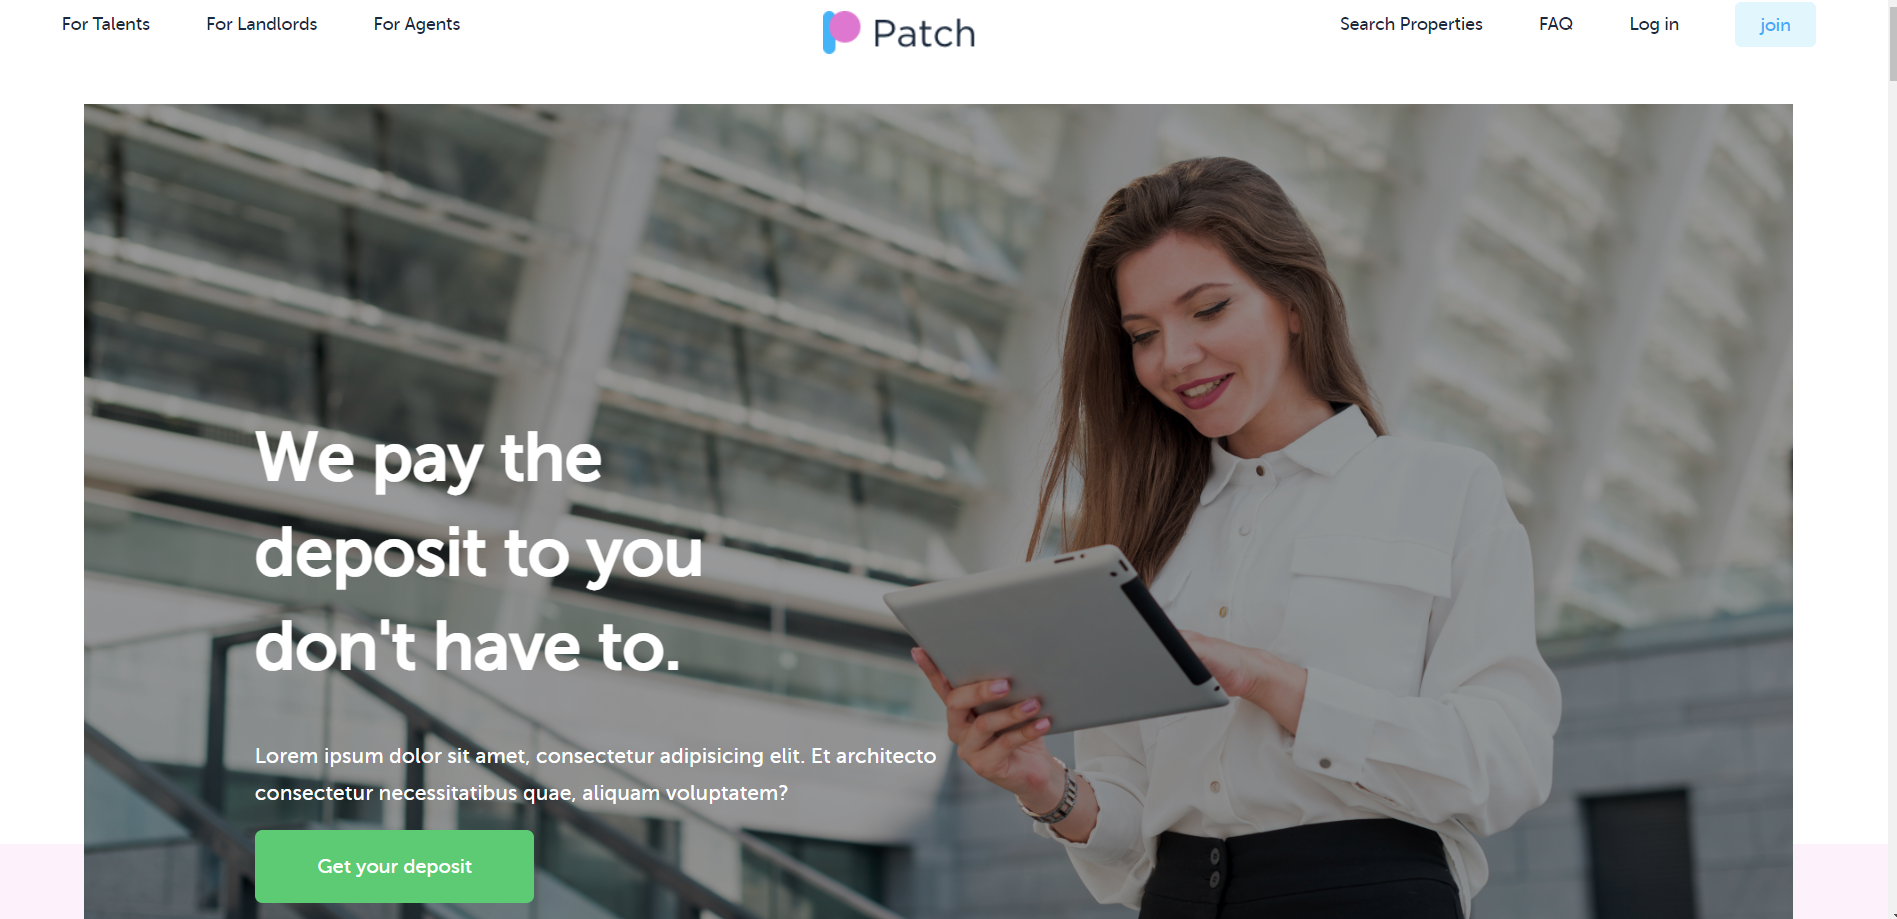 For Talents
For Landlords
For Agents
Patch
Search Properties
FAQ
Log in
join
We pay the
deposit to you
don't have to.
Lorem ipsum dolor sit amet, consectetur adipisicing elit. Et architecto
consectetur necessitatibus quae, aliquam voluptatem?
Get your deposit